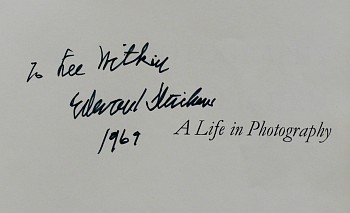 To Lee Witkin
Edward Steichen
1969
A Life in Photography